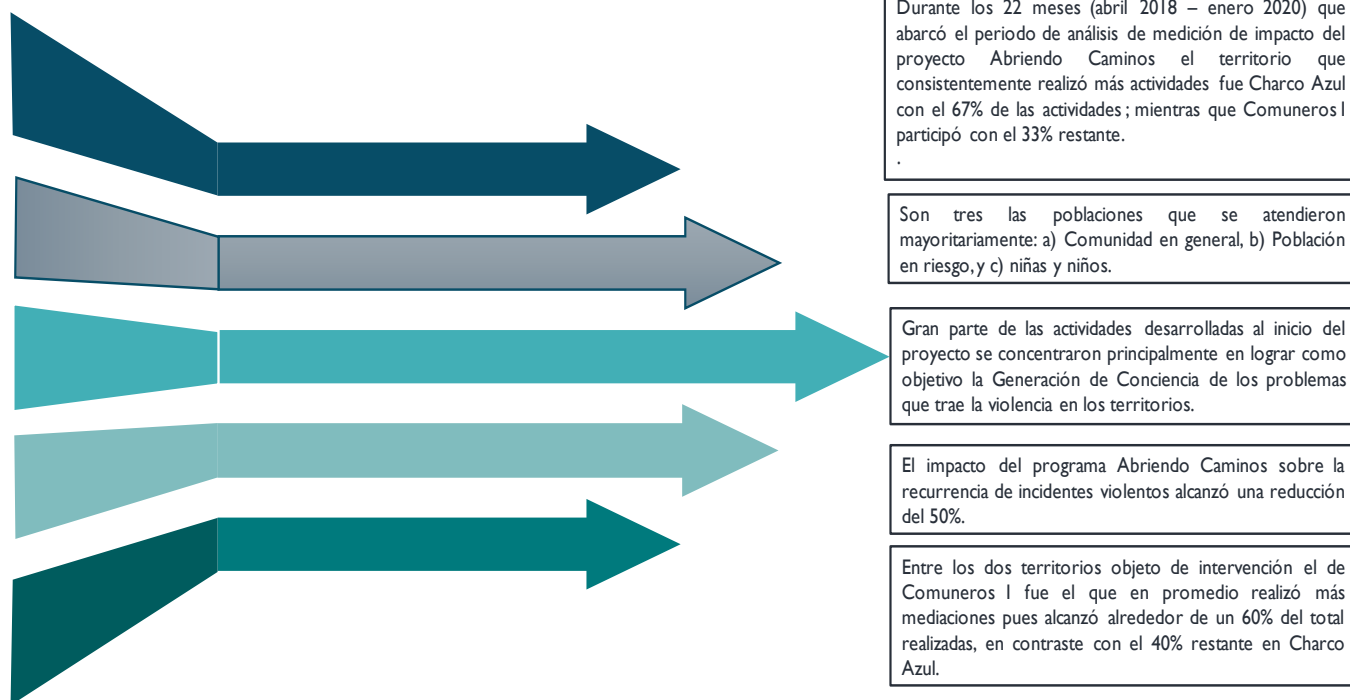 Durante los 22 meses (abril 2018 – enero 2020) que
abarcó el periodo de análisis de medición de impacto del
proyecto Abriendo Caminos el territorio que
consistentemente realizó más actividades fue Charco Azul
con el 67% de las actividades; mientras que Comuneros I
participó con el 33% restante.
.
Son tres las poblaciones que se atendieron
mayoritariamente: a) Comunidad en general, b) Población
en riesgo, y c) niñas y niños.
Gran parte de las actividades desarrolladas al inicio del
proyecto se concentraron principalmente en lograr como
objetivo la Generación de Conciencia de los problemas
que trae la violencia en los territorios.
El impacto del programa Abriendo Caminos sobre la
recurrencia de incidentes violentos alcanzó una reducción
del 50%.
Entre los dos territorios objeto de intervención el de
Comuneros I fue el que en promedio realizó más
mediaciones pues alcanzó alrededor de un 60% del total
realizadas, en contraste con el 40% restante en Charco
Azul.